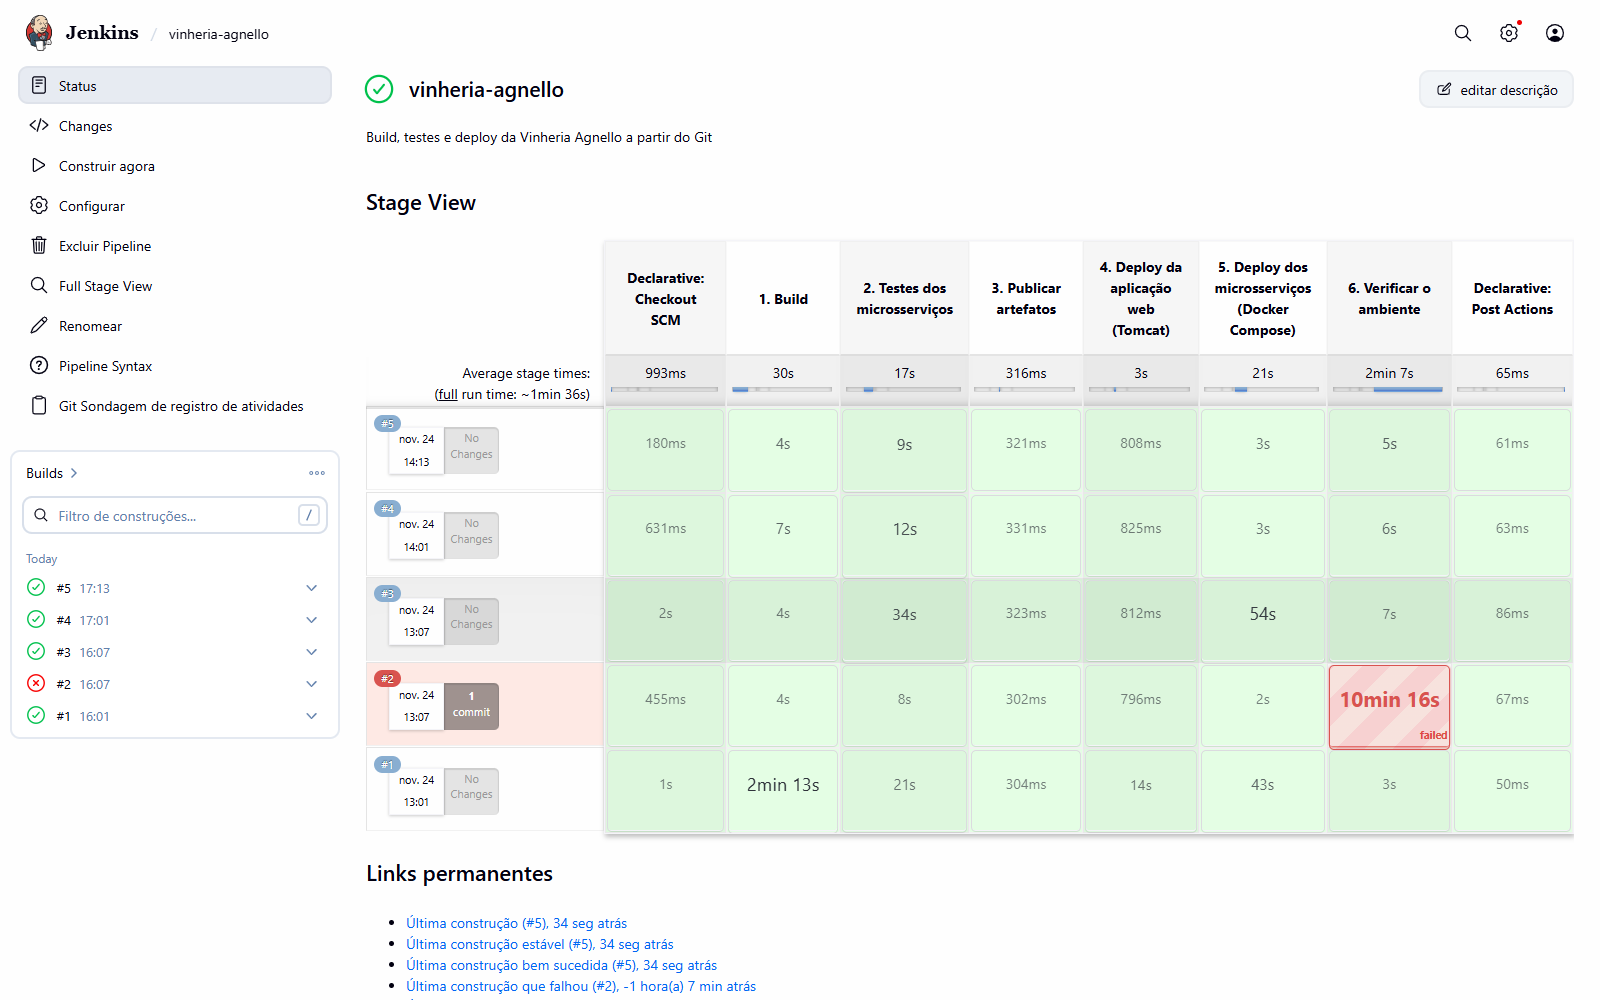 Jenkins / vinheria-agnello
Status
Changes
Construir agora
Configurar
Excluir Pipeline
Full Stage View
Renomear
Pipeline Syntax
Git Sondagem de registro de atividades
Builds
Filtro de construções... /
Today
#5 17:13
#4 17:01
#3 16:07
#2 16:07
#1 16:01
vinheria-agnello
editar descrição
Build, testes e deploy da Vinheria Agnello a partir do Git
Stage View
Declarative: Checkout SCM
1. Build
2. Testes dos microsserviços
3. Publicar artefatos
4. Deploy da aplicação web (Tomcat)
5. Deploy dos microsserviços (Docker Compose)
6. Verificar o ambiente
Declarative: Post Actions
Average stage times:
(full run time: ~1min 36s)
993ms 30s 17s 316ms 3s 21s 2min 7s 65ms
#5
nov. 24 14:13 No Changes
180ms 4s 9s 321ms 808ms 3s 5s 61ms
#4
nov. 24 14:01 No Changes
631ms 7s 12s 331ms 825ms 3s 6s 63ms
#3
nov. 24 13:07 No Changes
2s 4s 34s 323ms 812ms 54s 7s 86ms
#2
nov. 24 13:07 1 commit
455ms 4s 8s 302ms 796ms 2s 10min 16s failed 67ms
#1
nov. 24 13:01 No Changes
1s 2min 13s 21s 304ms 14s 43s 3s 50ms
Links permanentes
Última construção (#5), 34 seg atrás
Última construção estável (#5), 34 seg atrás
Última construção bem sucedida (#5), 34 seg atrás
Última construção que falhou (#2), -1 hora(a) 7 min atrás